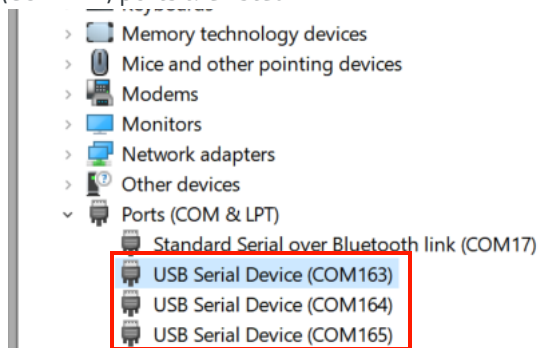 Memory technology devices
Mice and other pointing devices
Modems
Monitors
Network adapters
Other devices
Ports (COM & LPT)
Standard Serial over Bluetooth link (COM17)
USB Serial Device (COM163)
USB Serial Device (COM164)
USB Serial Device (COM165)